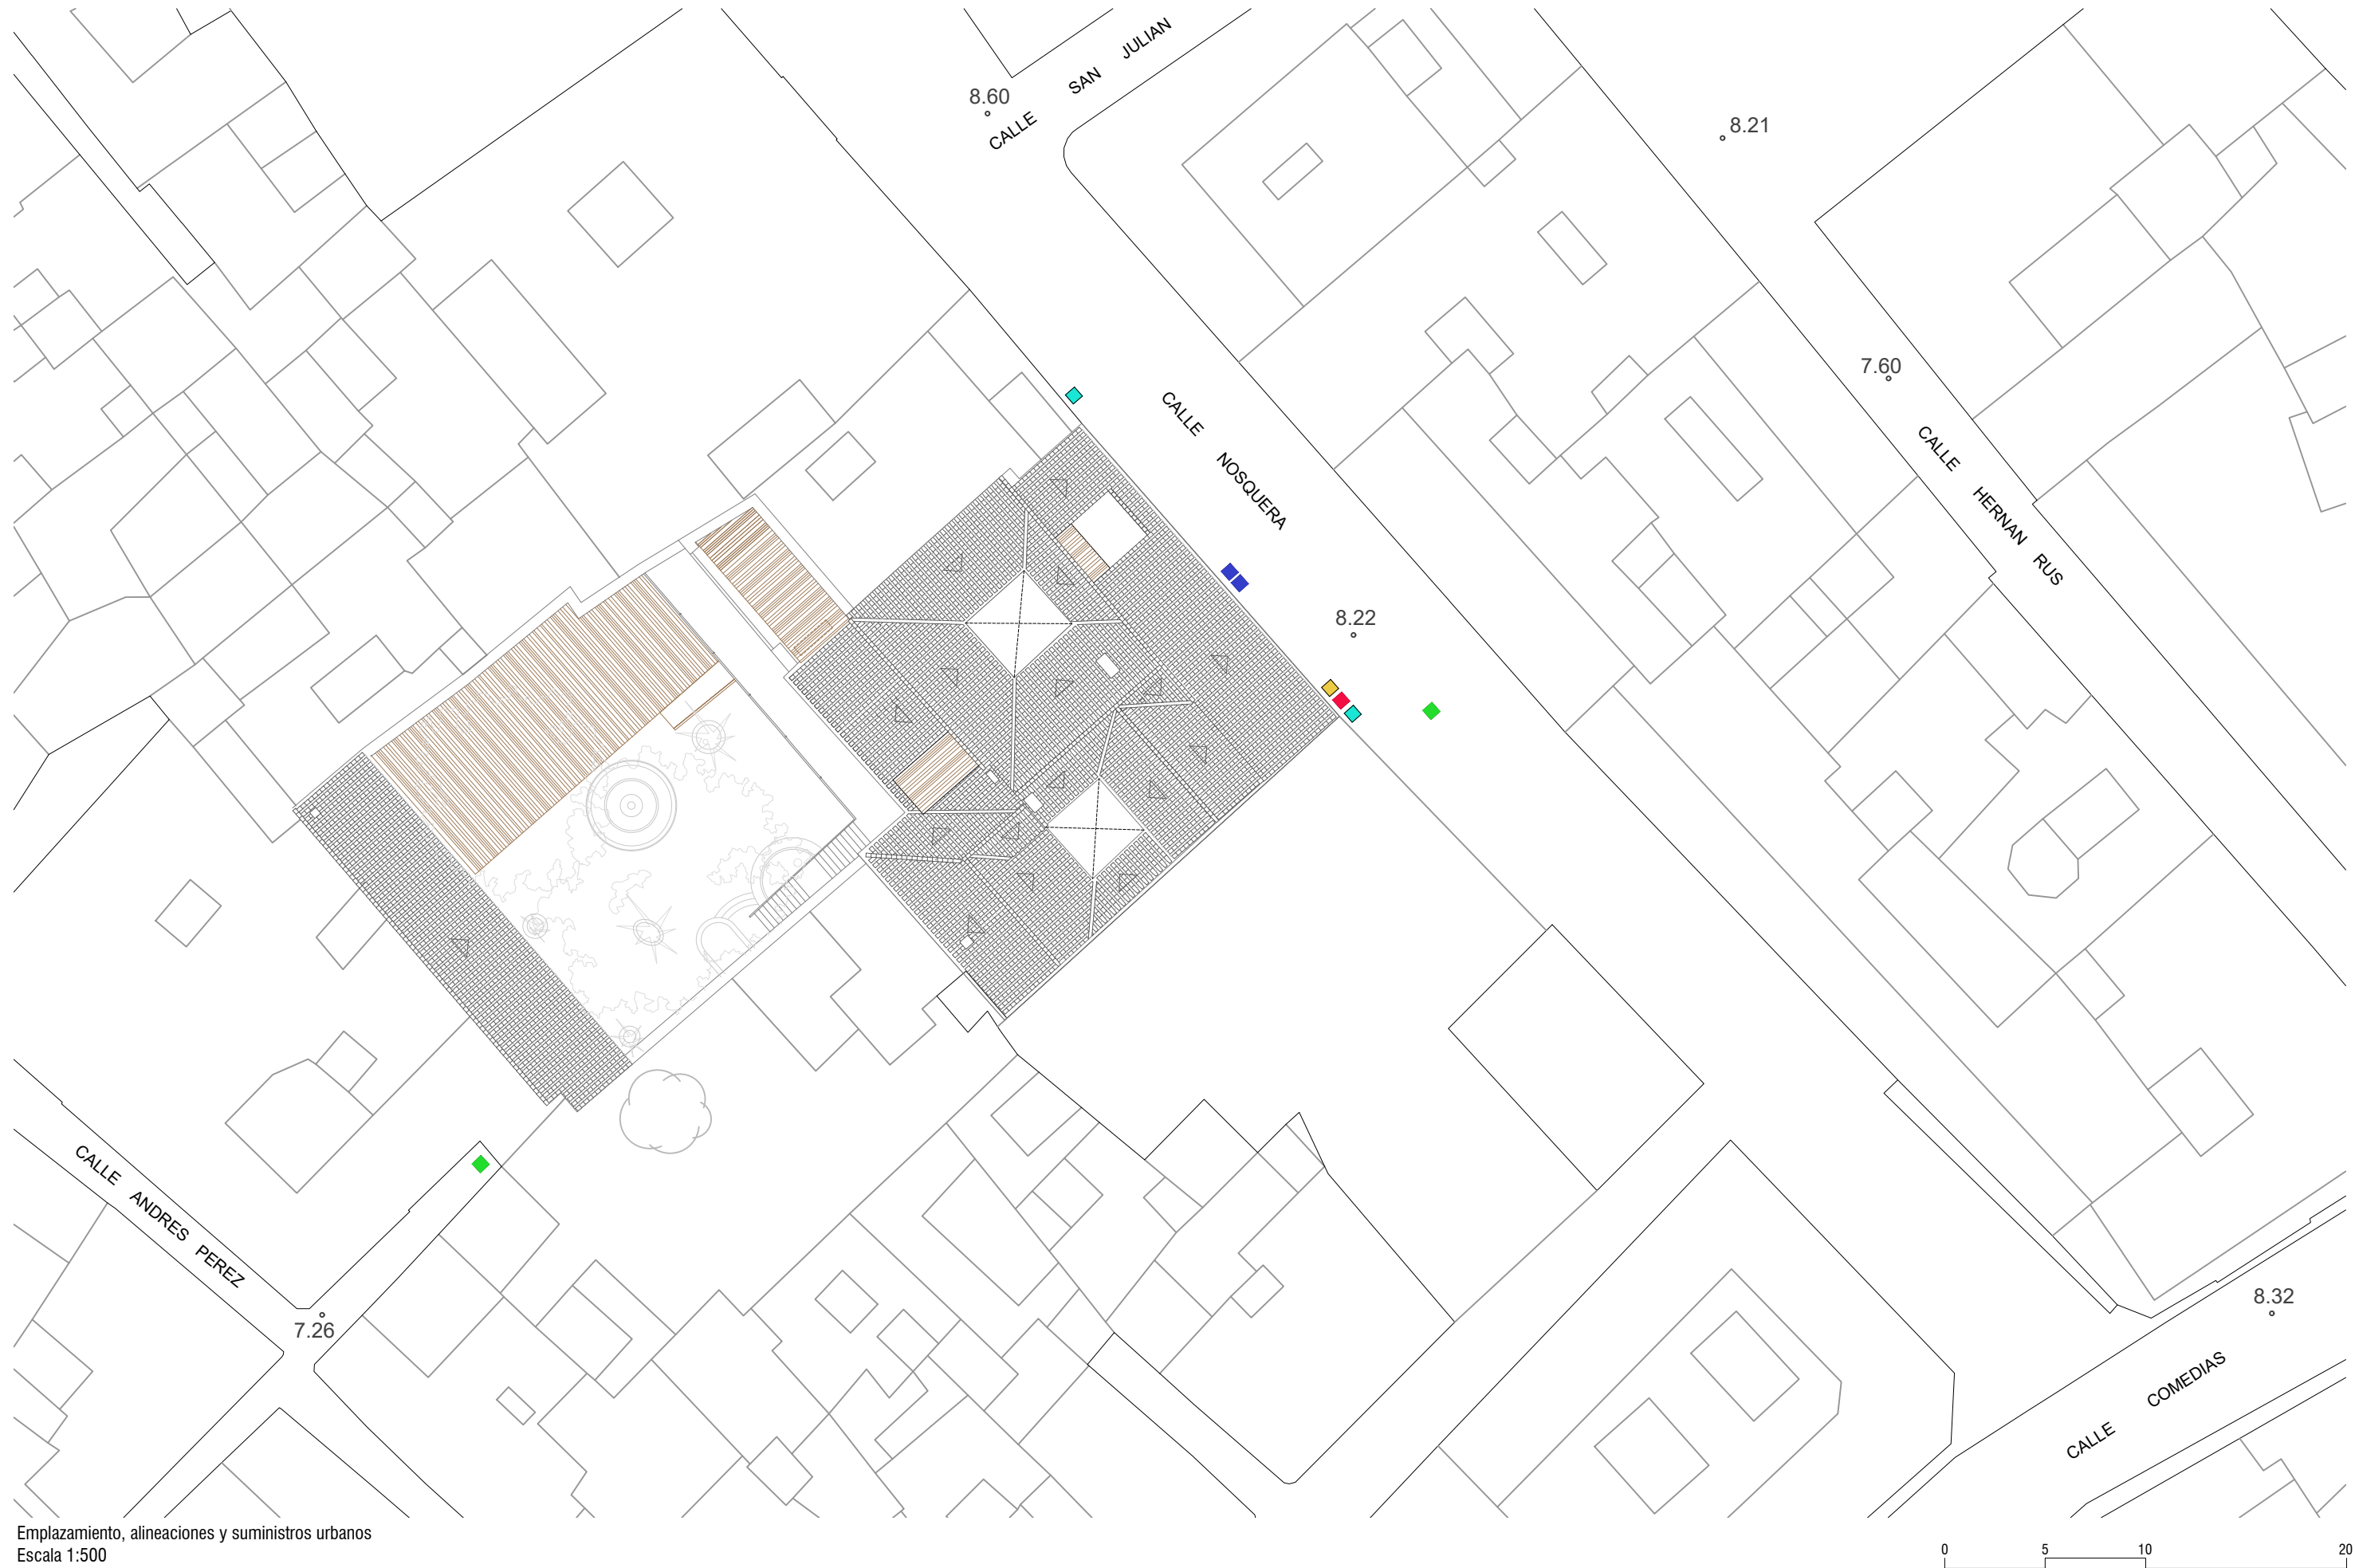 CALLE SAN JULIAN
8.60
8.21
7.60
CALLE NOSQUERA
CALLE HERNAN RUS
8.22
CALLE ANDRES PEREZ
7.26
8.32
CALLE COMEDIAS
Emplazamiento, alineaciones y suministros urbanos
Escala 1:500
0 5 10 20